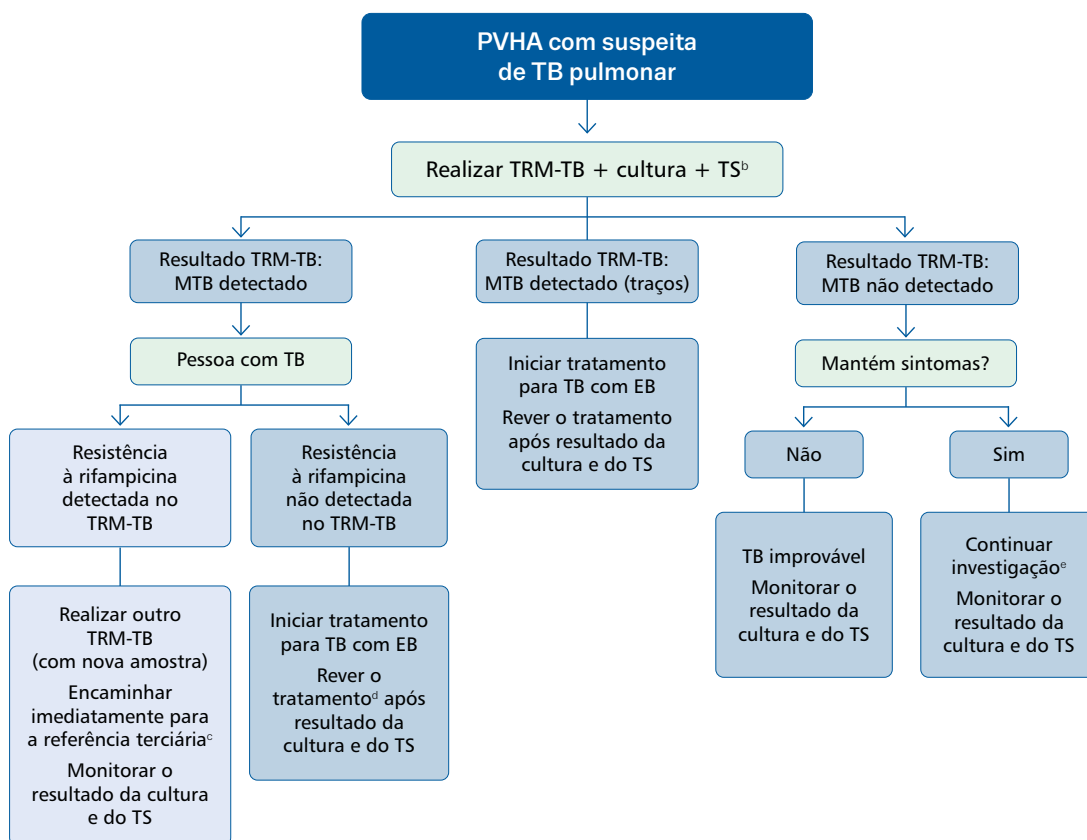 PVHA com suspeita
de TB pulmonar
Realizar TRM-TB + cultura + TSᵇ
Resultado TRM-TB:
MTB detectado
Resultado TRM-TB:
MTB detectado (traços)
Resultado TRM-TB:
MTB não detectado
Pessoa com TB
Iniciar tratamento
para TB com EB
Rever o tratamento
após resultado da
cultura e do TS
Mantém sintomas?
Resistência
à rifampicina
detectada no
TRM-TB
Resistência
à rifampicina
não detectada
no TRM-TB
Não
Sim
Realizar outro
TRM-TB
(com nova amostra)
Encaminhar
imediatamente para
a referência terciáriaᶜ
Monitorar o
resultado da cultura
e do TS
Iniciar tratamento
para TB com EB
Rever o
tratamentoᵈ após
resultado da
cultura e do TS
TB improvável
Monitorar o
resultado da
cultura e do TS
Continuar
investigaçãoᵉ
Monitorar o
resultado da
cultura e do TS